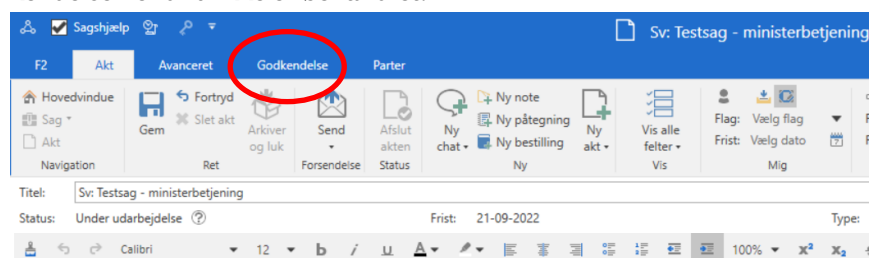 Sagshjælp
Sv: Testsag - ministerbetjening
F2 Akt Avanceret Godkendelse Parter
Hovedvindue Fortryd Ny note
Sag Gem Slet akt Arkiver og luk Send Afslut akten Ny chat Ny påtegning Ny akt Vis alle felter Flag: Vælg flag
Akt Ny bestilling Frist: Vælg dato
Navigation Ret Forsendelse Status Ny Vis Mig
Titel: Sv: Testsag - ministerbetjening
Status: Under udarbejdelse ? Frist: 21-09-2022 Type:
Calibri 12 b i u A 100% x² x₂